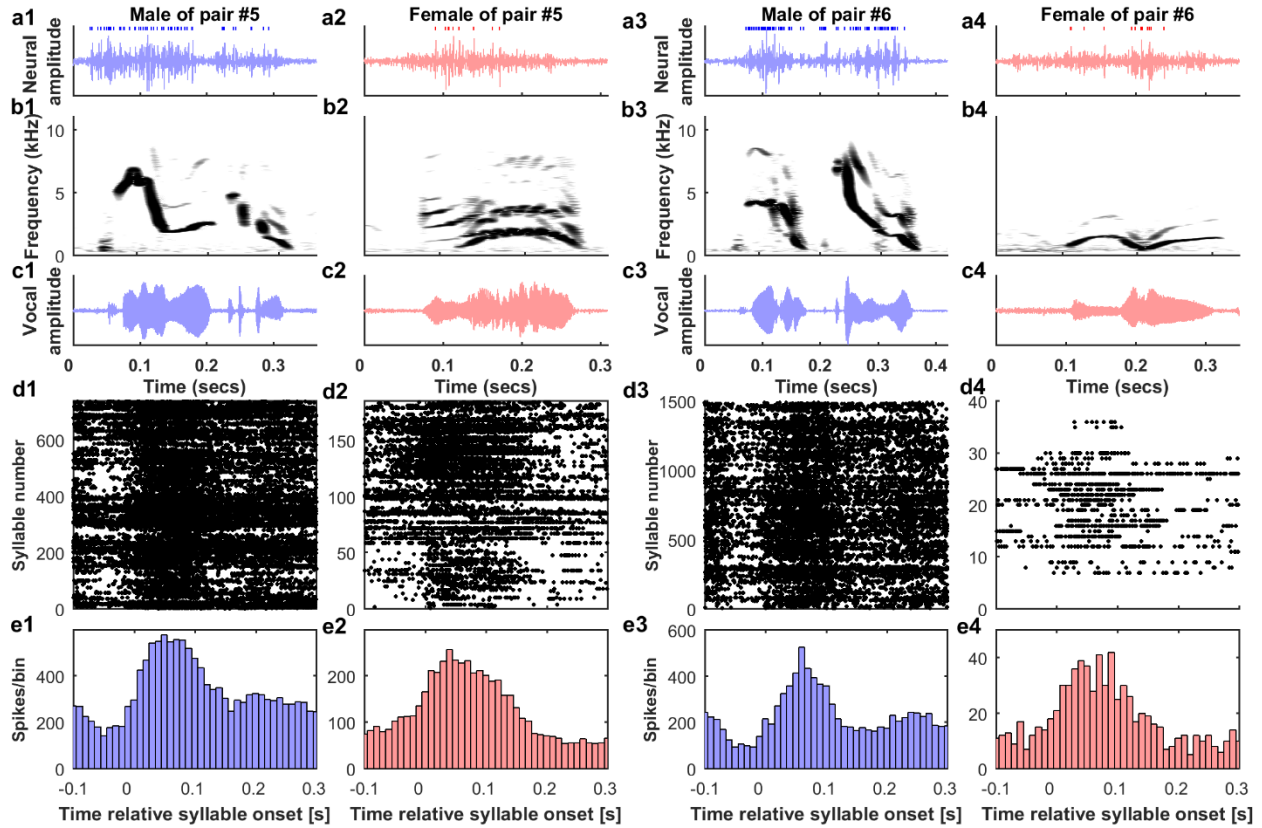 a1 Male of pair #5 a2 Female of pair #5 a3 Male of pair #6 a4 Female of pair #6
Neural amplitude
Neural amplitude
b1 b2 b3 b4
Frequency (kHz)
10
5
0
Frequency (kHz)
10
5
0
c1 c2 c3 c4
Vocal amplitude
Vocal amplitude
0 0.1 0.2 0.3 0 0.1 0.2 0.3 0 0.1 0.2 0.3 0.4 0 0.1 0.2 0.3
Time (secs) Time (secs) Time (secs) Time (secs)
d1 d2 d3 d4
Syllable number
600
400
200
0
150
100
50
0
Syllable number
1500
1000
500
0
40
30
20
10
0
e1 e2 e3 e4
Spikes/bin
400
200
0
200
100
0
Spikes/bin
600
400
200
0
40
20
0
-0.1 0 0.1 0.2 0.3 -0.1 0 0.1 0.2 0.3 -0.1 0 0.1 0.2 0.3 -0.1 0 0.1 0.2 0.3
Time relative syllable onset [s] Time relative syllable onset [s] Time relative syllable onset [s] Time relative syllable onset [s]